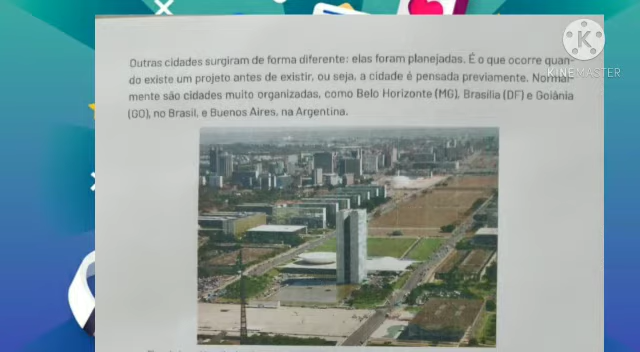 Outras cidades surgiram de forma diferente: elas foram planejadas. É o que ocorre quan-
do existe um projeto antes de existir, ou seja, a cidade é pensada previamente. Normal-
mente são cidades muito organizadas, como Belo Horizonte (MG), Brasília (DF) e Goiânia
(GO), no Brasil, e Buenos Aires, na Argentina.
KINEMASTER